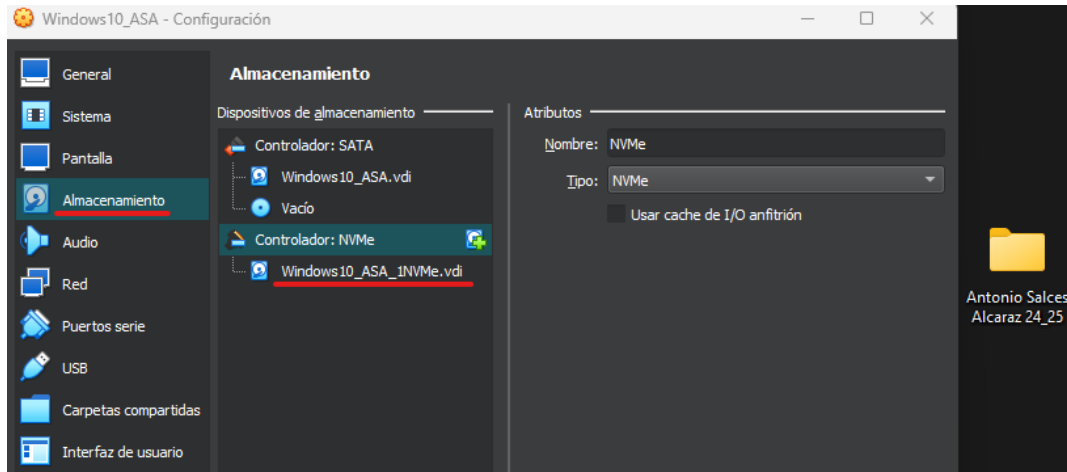 Windows10_ASA - Configuración
General
Sistema
Pantalla
Almacenamiento
Audio
Red
Puertos serie
USB
Carpetas compartidas
Interfaz de usuario
Almacenamiento
Dispositivos de almacenamiento
Controlador: SATA
Windows10_ASA.vdi
Vacío
Controlador: NVMe
Windows10_ASA_1NVMe.vdi
Atributos
Nombre: NVMe
Tipo: NVMe
Usar cache de I/O anfitrión
Antonio Salces
Alcaraz 24_25